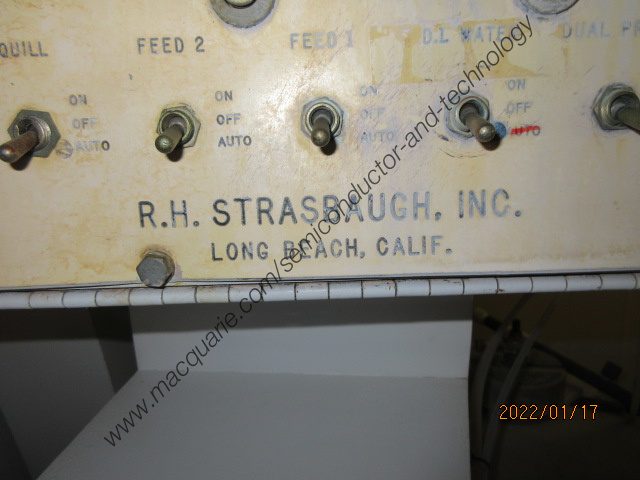 QUILL FEED 2 FEED 1 D.I. WATER DUAL PR
ON ON ON ON
OFF OFF OFF OFF
AUTO AUTO AUTO AUTO
R.H. STRASBAUGH, INC.
LONG BEACH, CALIF.
www.macquarie.com/semiconductor-and-technology
2022/01/17